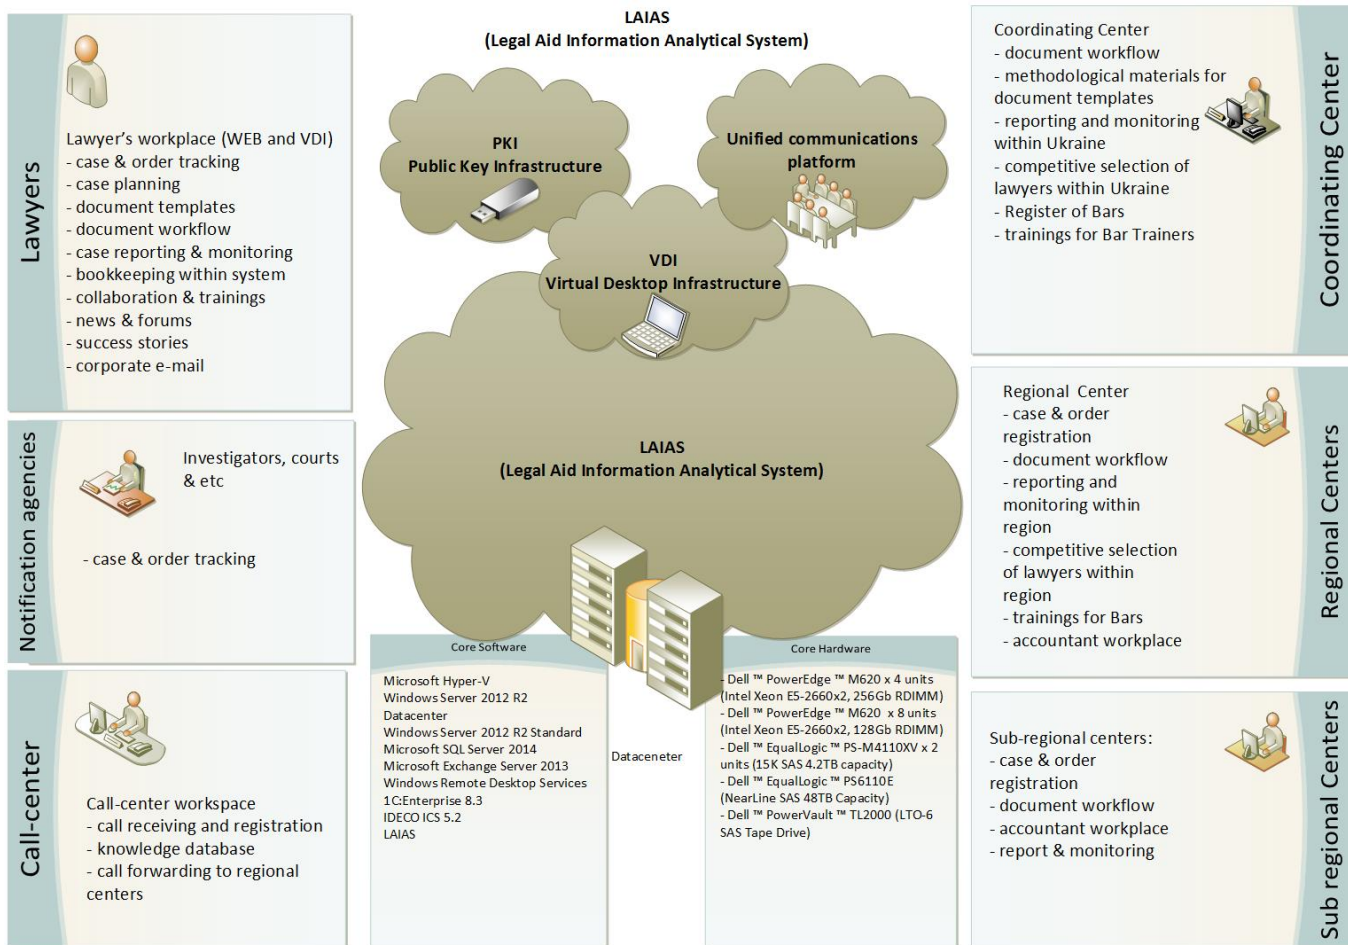 LAIAS
(Legal Aid Information Analytical System)
Lawyers
Lawyer's workplace (WEB and VDI)
- case & order tracking
- case planning
- document templates
- document workflow
- case reporting & monitoring
- bookkeeping within system
- collaboration & trainings
- news & forums
- success stories
- corporate e-mail
Notification agencies
Investigators, courts
& etc
- case & order tracking
Call-center
Call-center workspace
- call receiving and registration
- knowledge database
- call forwarding to regional
centers
PKI
Public Key Infrastructure
Unified communications
platform
VDI
Virtual Desktop Infrastructure
LAIAS
(Legal Aid Information Analytical System)
Core Software
Microsoft Hyper-V
Windows Server 2012 R2
Datacenter
Windows Server 2012 R2 Standard
Microsoft SQL Server 2014
Microsoft Exchange Server 2013
Windows Remote Desktop Services
1C:Enterprise 8.3
IDECO ICS 5.2
LAIAS
Dataceneter
Core Hardware
- Dell ™ PowerEdge ™ M620 x 4 units
(Intel Xeon E5-2660x2, 256Gb RDIMM)
- Dell ™ PowerEdge ™ M620 x 8 units
(Intel Xeon E5-2660x2, 128Gb RDIMM)
- Dell ™ EqualLogic ™ PS-M4110XV x 2
units (15K SAS 4.2TB capacity)
- Dell ™ EqualLogic ™ PS6110E
(NearLine SAS 48TB Capacity)
- Dell ™ PowerVault ™ TL2000 (LTO-6
SAS Tape Drive)
Coordinating Center
- document workflow
- methodological materials for
document templates
- reporting and monitoring
within Ukraine
- competitive selection of
lawyers within Ukraine
- Register of Bars
- trainings for Bar Trainers
Coordinating Center
Regional Center
- case & order
registration
- document workflow
- reporting and
monitoring within
region
- competitive selection
of lawyers within
region
- trainings for Bars
- accountant workplace
Regional Centers
Sub-regional centers:
- case & order
registration
- document workflow
- accountant workplace
- report & monitoring
Sub regional Centers